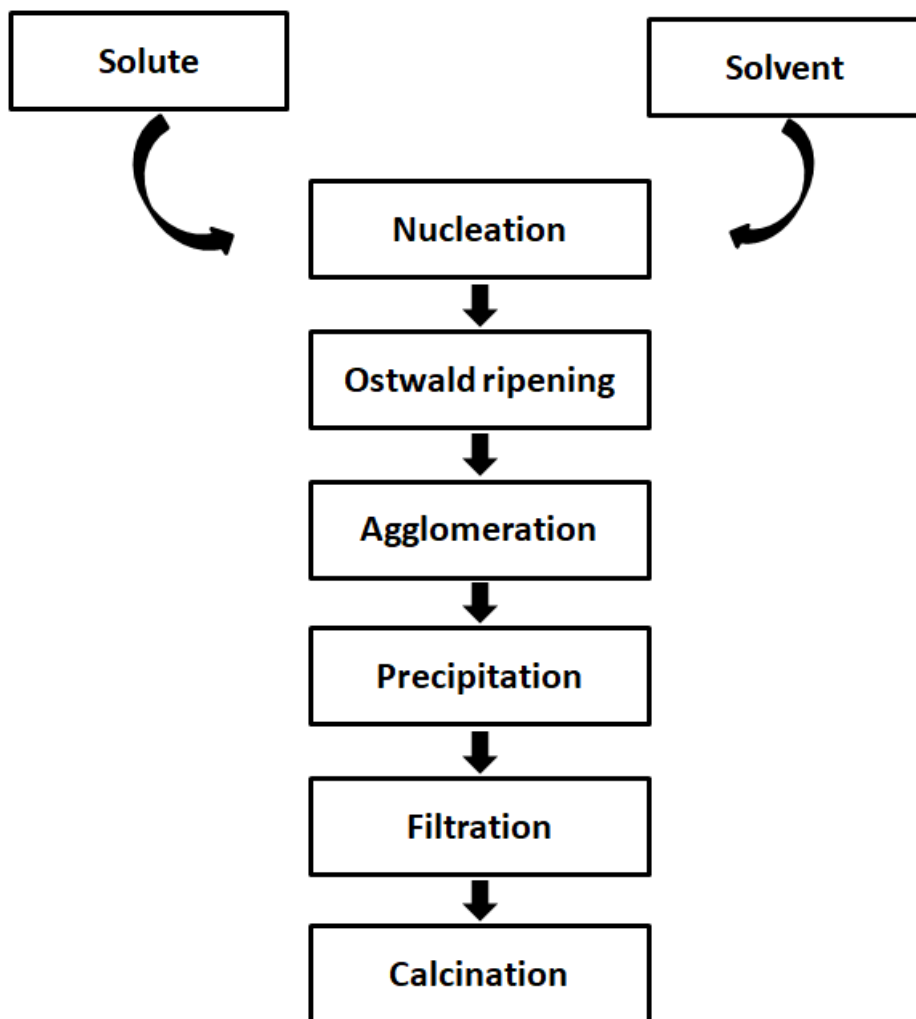 Solute
Solvent
Nucleation
Ostwald ripening
Agglomeration
Precipitation
Filtration
Calcination